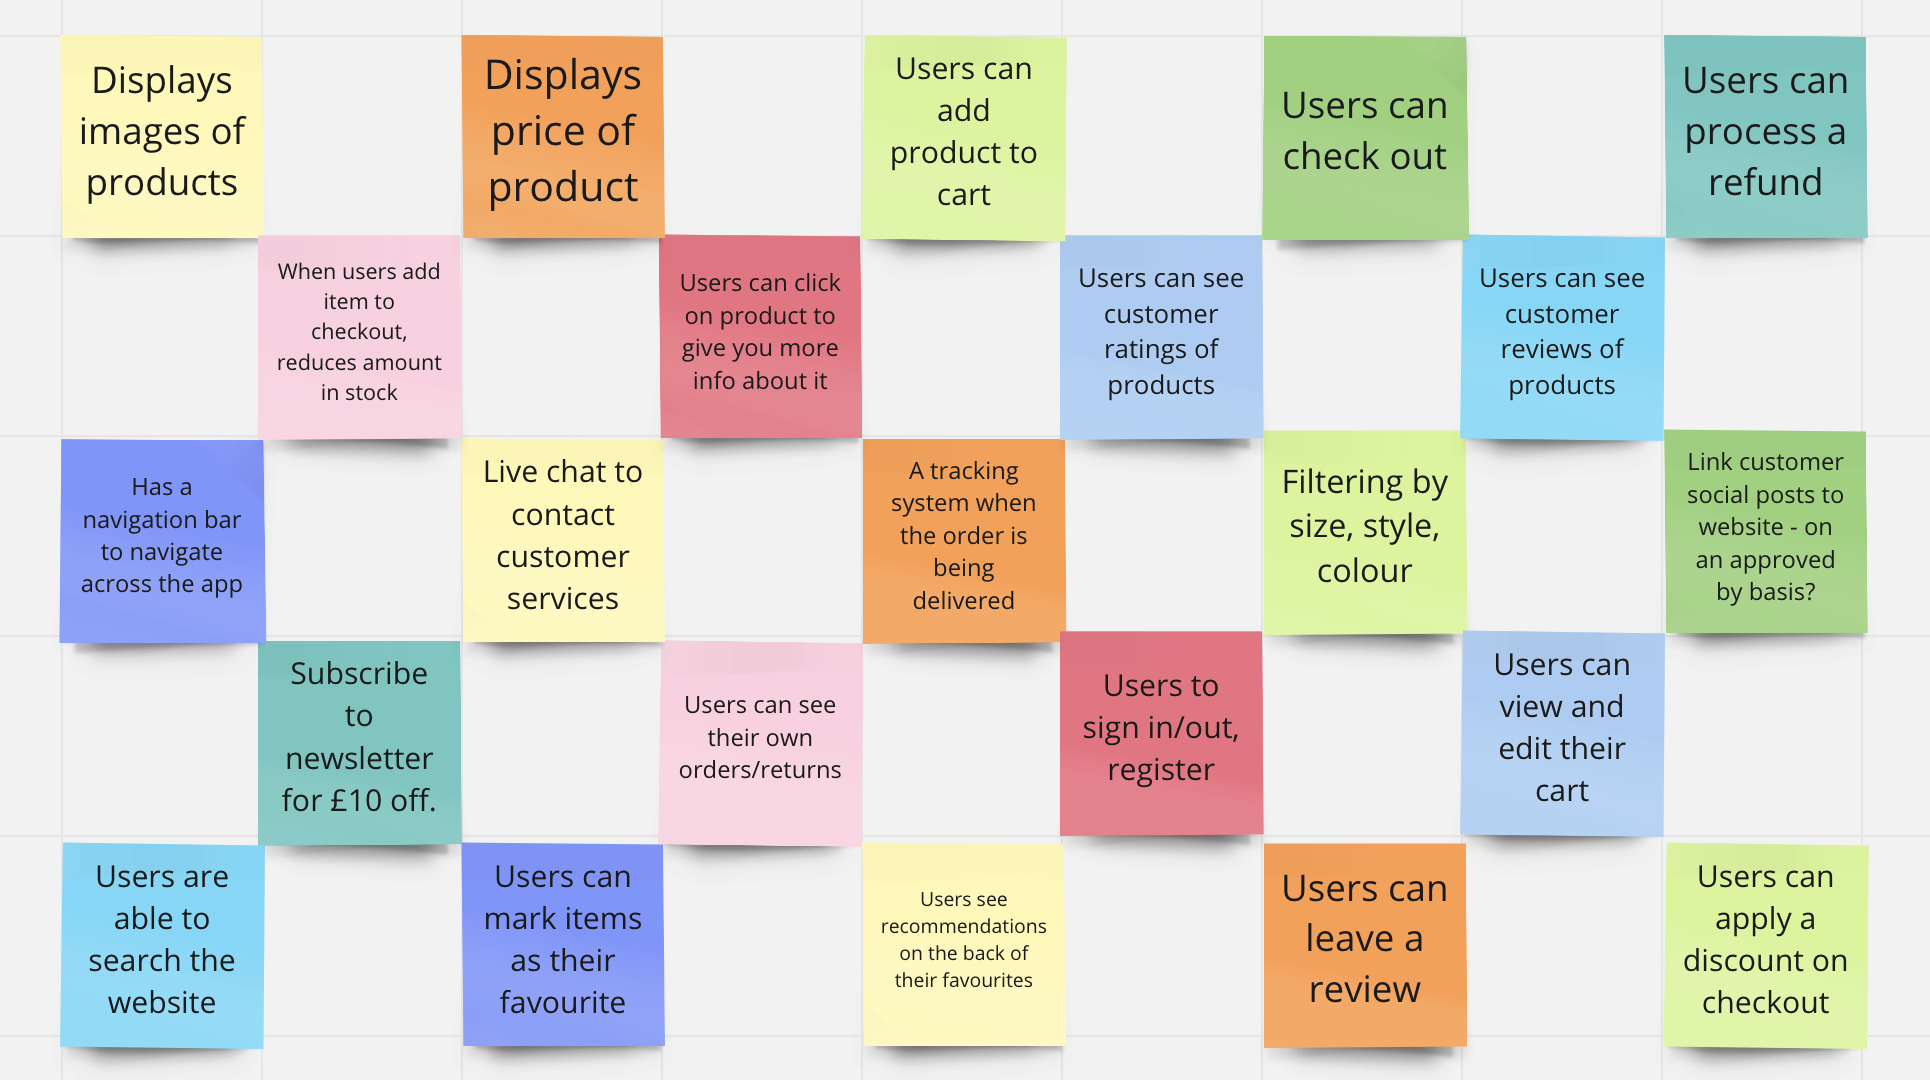 Displays
images of
products
Displays
price of
product
Users can
add
product to
cart
Users can
check out
Users can
process a
refund
When users add
item to
checkout,
reduces amount
in stock
Users can click
on product to
give you more
info about it
Users can see
customer
ratings of
products
Users can see
customer
reviews of
products
Has a
navigation bar
to navigate
across the app
Live chat to
contact
customer
services
A tracking
system when
the order is
being
delivered
Filtering by
size, style,
colour
Link customer
social posts to
website - on
an approved
by basis?
Subscribe
to
newsletter
for £10 off.
Users can see
their own
orders/returns
Users to
sign in/out,
register
Users can
view and
edit their
cart
Users are
able to
search the
website
Users can
mark items
as their
favourite
Users see
recommendations
on the back of
their favourites
Users can
leave a
review
Users can
apply a
discount on
checkout